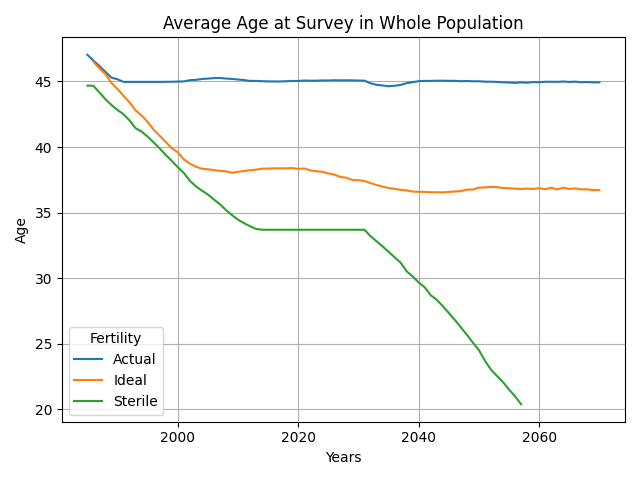 Average Age at Survey in Whole Population
Age
45
40
35
30
25
20
Fertility
Actual
Ideal
Sterile
2000 2020 2040 2060
Years